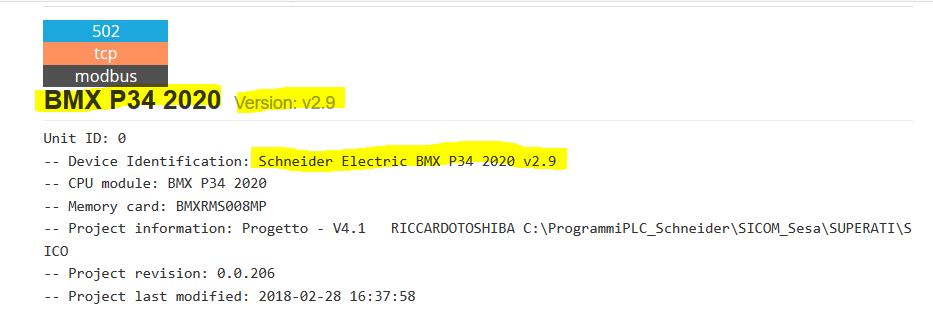 502
tcp
modbus
BMX P34 2020 Version: v2.9
Unit ID: 0
-- Device Identification: Schneider Electric BMX P34 2020 v2.9
-- CPU module: BMX P34 2020
-- Memory card: BMXRMS008MP
-- Project information: Progetto - V4.1   RICCARDOTOSHIBA C:\ProgrammiPLC_Schneider\SICOM_Sesa\SUPERATI\S
ICO
-- Project revision: 0.0.206
-- Project last modified: 2018-02-28 16:37:58